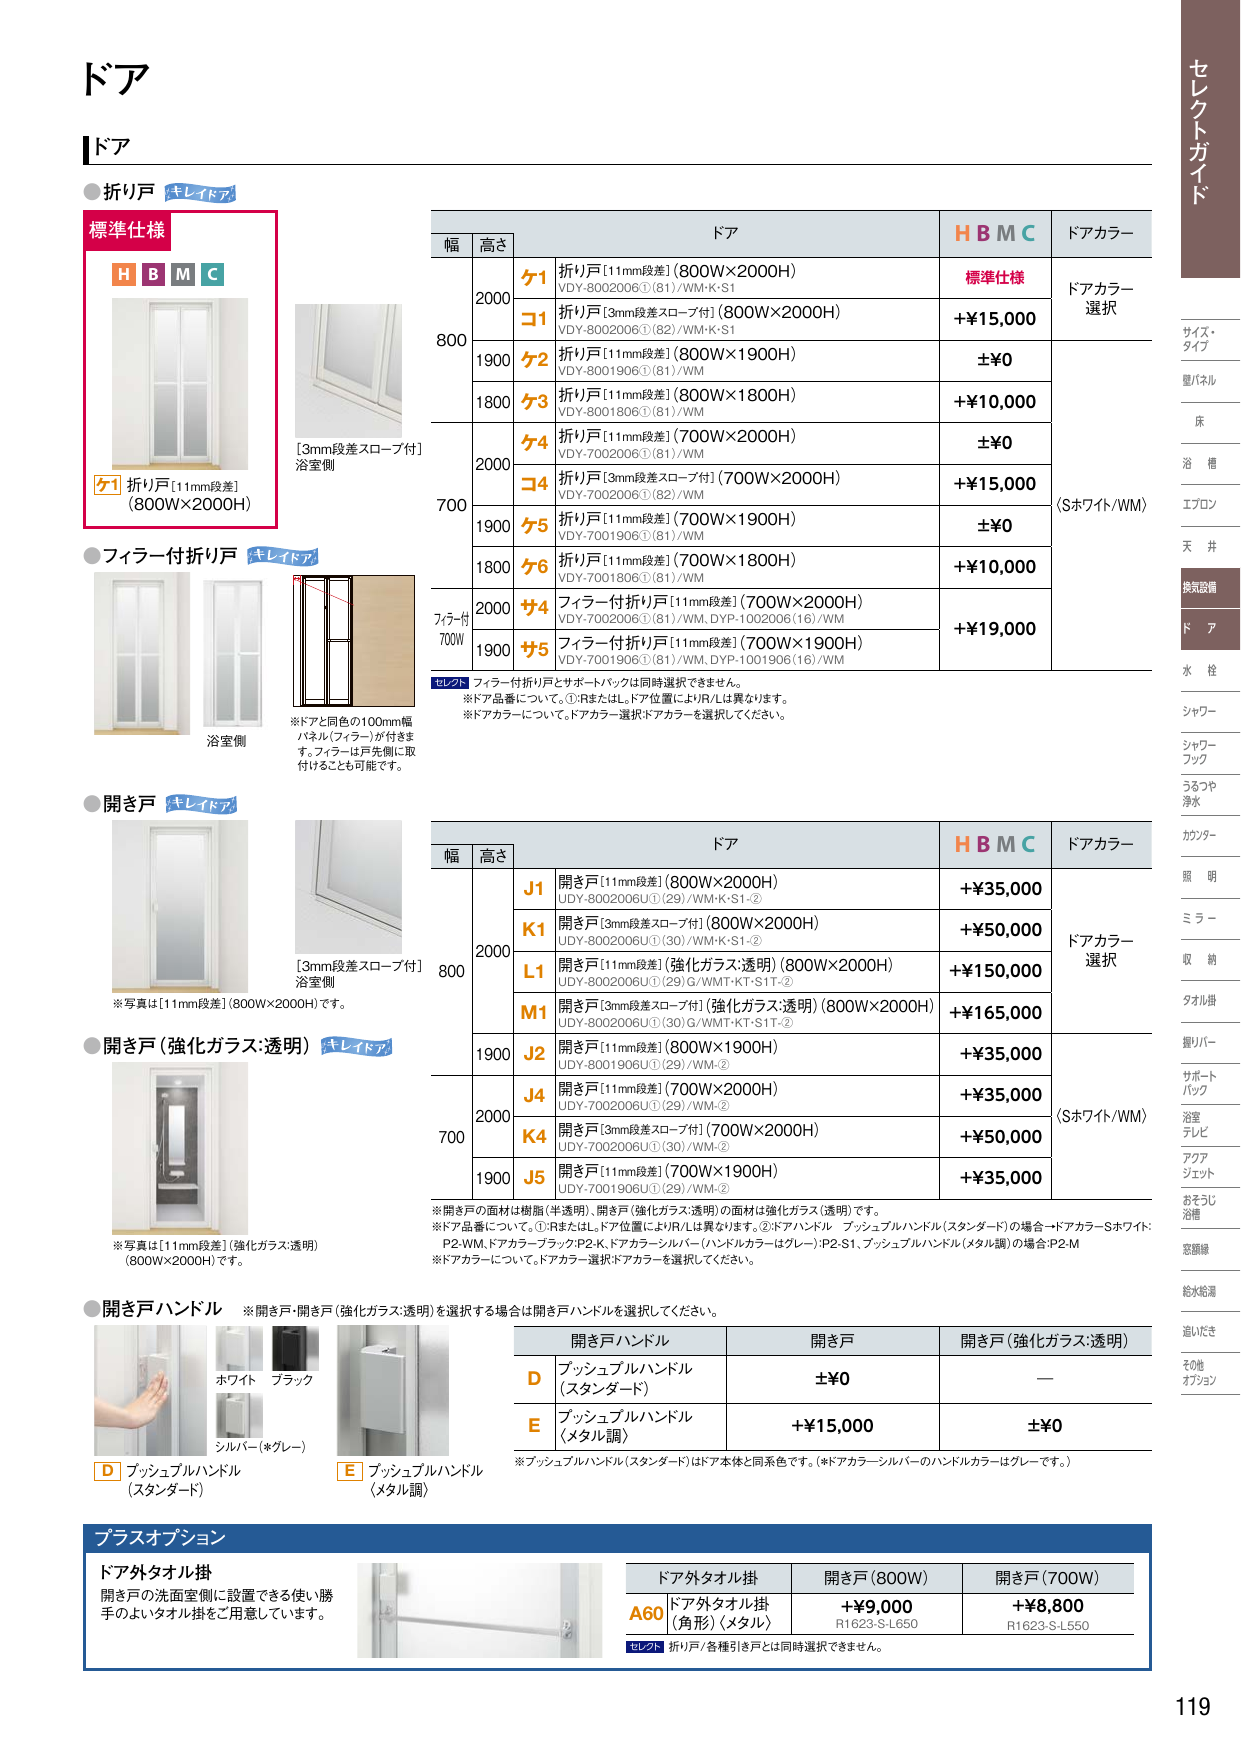 ドア
ドア
●折り戸 キレイドア
標準仕様
H B M C
ケ1 折り戸[11mm段差]
(800W×2000H)
[3mm段差スロープ付]
浴室側
幅 高さ ドア H B M C ドアカラー
800 2000 ケ1 折り戸[11mm段差](800W×2000H) 標準仕様 ドアカラー選択
VDY-8002006①(81)/WM・K・S1
コ1 折り戸[3mm段差スロープ付](800W×2000H) +¥15,000
VDY-8002006①(82)/WM・K・S1
1900 ケ2 折り戸[11mm段差](800W×1900H) ±¥0 〈Sホワイト/WM〉
VDY-8001906①(81)/WM
1800 ケ3 折り戸[11mm段差](800W×1800H) +¥10,000
VDY-8001806①(81)/WM
700 2000 ケ4 折り戸[11mm段差](700W×2000H) ±¥0
VDY-7002006①(81)/WM
コ4 折り戸[3mm段差スロープ付](700W×2000H) +¥15,000
VDY-7002006①(82)/WM
1900 ケ5 折り戸[11mm段差](700W×1900H) ±¥0
VDY-7001906①(81)/WM
1800 ケ6 折り戸[11mm段差](700W×1800H) +¥10,000
VDY-7001806①(81)/WM
フィラー付700W 2000 サ4 フィラー付折り戸[11mm段差](700W×2000H) +¥19,000
VDY-7002006①(81)/WM、DYP-1002006(16)/WM
1900 サ5 フィラー付折り戸[11mm段差](700W×1900H)
VDY-7001906①(81)/WM、DYP-1001906(16)/WM
セレクト フィラー付折り戸とサポートバックは同時選択できません。
※ドア品番について。①:RまたはL。ドア位置によりR/Lは異なります。
※ドアカラーについて。ドアカラー選択:ドアカラーを選択してください。
●フィラー付折り戸 キレイドア
浴室側
※ドアと同色の100mm幅
パネル(フィラー)が付きま
す。フィラーは戸先側に取
付けることも可能です。
●開き戸 キレイドア
※写真は[11mm段差](800W×2000H)です。
[3mm段差スロープ付]
浴室側
●開き戸(強化ガラス:透明) キレイドア
※写真は[11mm段差](強化ガラス:透明)
(800W×2000H)です。
幅 高さ ドア H B M C ドアカラー
800 2000 J1 開き戸[11mm段差](800W×2000H) +¥35,000 ドアカラー選択
UDY-8002006U①(29)/WM・K・S1-②
K1 開き戸[3mm段差スロープ付](800W×2000H) +¥50,000
UDY-8002006U①(30)/WM・K・S1-②
L1 開き戸[11mm段差](強化ガラス:透明)(800W×2000H) +¥150,000
UDY-8002006U①(29)G/WMT・KT・S1T-②
M1 開き戸[3mm段差スロープ付](強化ガラス:透明)(800W×2000H) +¥165,000
UDY-8002006U①(30)G/WMT・KT・S1T-②
1900 J2 開き戸[11mm段差](800W×1900H) +¥35,000 〈Sホワイト/WM〉
UDY-8001906U①(29)/WM-②
700 2000 J4 開き戸[11mm段差](700W×2000H) +¥35,000
UDY-7002006U①(29)/WM-②
K4 開き戸[3mm段差スロープ付](700W×2000H) +¥50,000
UDY-7002006U①(30)/WM-②
1900 J5 開き戸[11mm段差](700W×1900H) +¥35,000
UDY-7001906U①(29)/WM-②
※開き戸の面材は樹脂(半透明)、開き戸(強化ガラス:透明)の面材は強化ガラス(透明)です。
※ドア品番について。①:RまたはL。ドア位置によりR/Lは異なります。②:ドアハンドル プッシュプルハンドル(スタンダード)の場合→ドアカラーSホワイト:
P2-WM、ドアカラーブラック:P2-K、ドアカラーシルバー(ハンドルカラーはグレー):P2-S1、プッシュプルハンドル(メタル調)の場合:P2-M
※ドアカラーについて。ドアカラー選択:ドアカラーを選択してください。
●開き戸ハンドル ※開き戸・開き戸(強化ガラス:透明)を選択する場合は開き戸ハンドルを選択してください。
ホワイト ブラック
シルバー(*グレー)
D プッシュプルハンドル
(スタンダード)
E プッシュプルハンドル
〈メタル調〉
開き戸ハンドル 開き戸 開き戸(強化ガラス:透明)
D プッシュプルハンドル(スタンダード) ±¥0 —
E プッシュプルハンドル〈メタル調〉 +¥15,000 ±¥0
※プッシュプルハンドル(スタンダード)はドア本体と同系色です。(*ドアカラーシルバーのハンドルカラーはグレーです。)
プラスオプション
ドア外タオル掛
開き戸の洗面室側に設置できる使い勝
手のよいタオル掛をご用意しています。
ドア外タオル掛 開き戸(800W) 開き戸(700W)
A60 ドア外タオル掛(角形)〈メタル〉 +¥9,000 +¥8,800
R1623-S-L650 R1623-S-L550
セレクト 折り戸/各種引き戸とは同時選択できません。
セレクトガイド
サイズ・
タイプ
壁パネル
床
浴槽
エプロン
天井
換気設備
ドア
水栓
シャワー
シャワー
フック
うるつや
浄水
カウンター
照明
ミラー
収納
タオル掛
握りバー
サポート
バック
浴室
テレビ
アクア
ジェット
おそうじ
浴槽
窓額縁
給水給湯
追いだき
その他
オプション
119